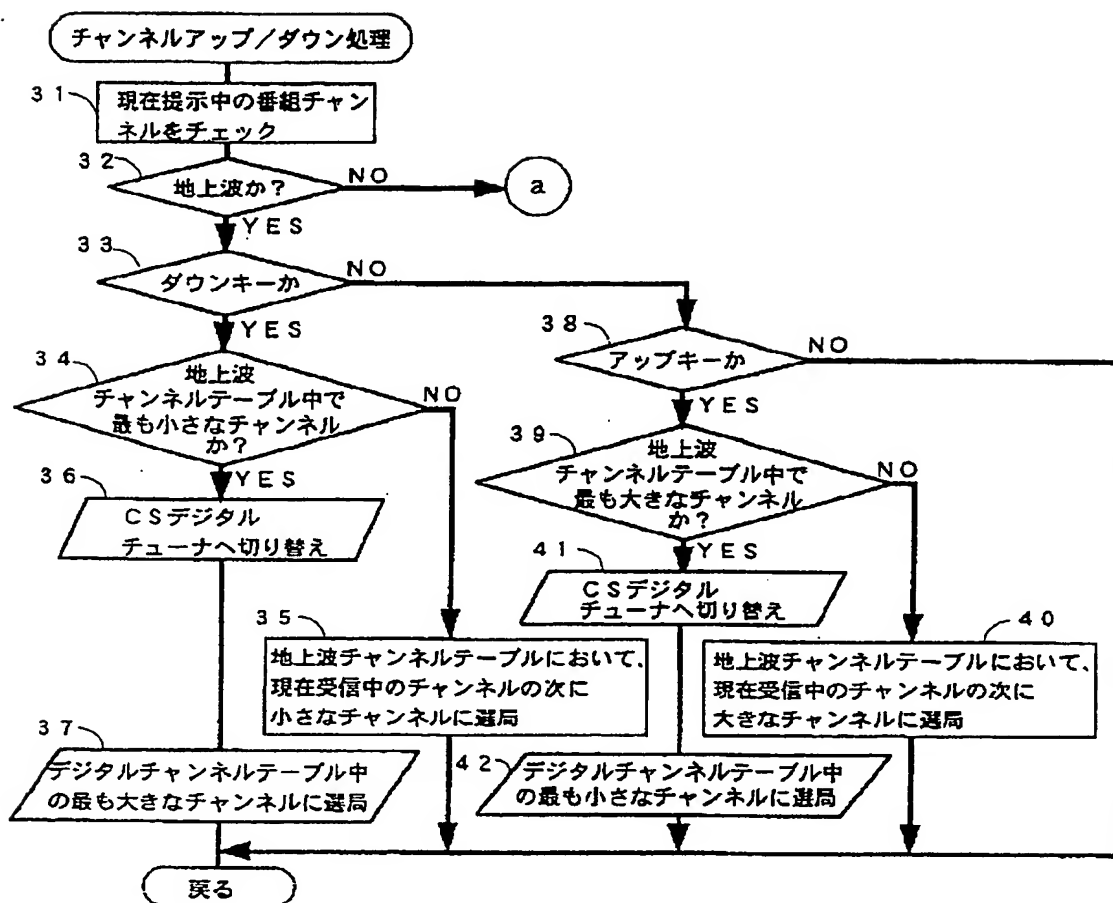 チャンネルアップ/ダウン処理
31
現在提示中の番組チャン
ネルをチェック
32
地上波か?
NO
a
YES
33
ダウンキーか
NO
YES
34
地上波
チャンネルテーブル中で
最も小さなチャンネル
か?
NO
YES
38
アップキーか
NO
YES
39
地上波
チャンネルテーブル中で
最も大きなチャンネル
か?
NO
YES
36
CSデジタル
チューナへ切り替え
41
CSデジタル
チューナへ切り替え
35
地上波チャンネルテーブルにおいて、
現在受信中のチャンネルの次に
小さなチャンネルに選局
40
地上波チャンネルテーブルにおいて、
現在受信中のチャンネルの次に
大きなチャンネルに選局
37
デジタルチャンネルテーブル中
の最も大きなチャンネルに選局
42
デジタルチャンネルテーブル中
の最も小さなチャンネルに選局
戻る